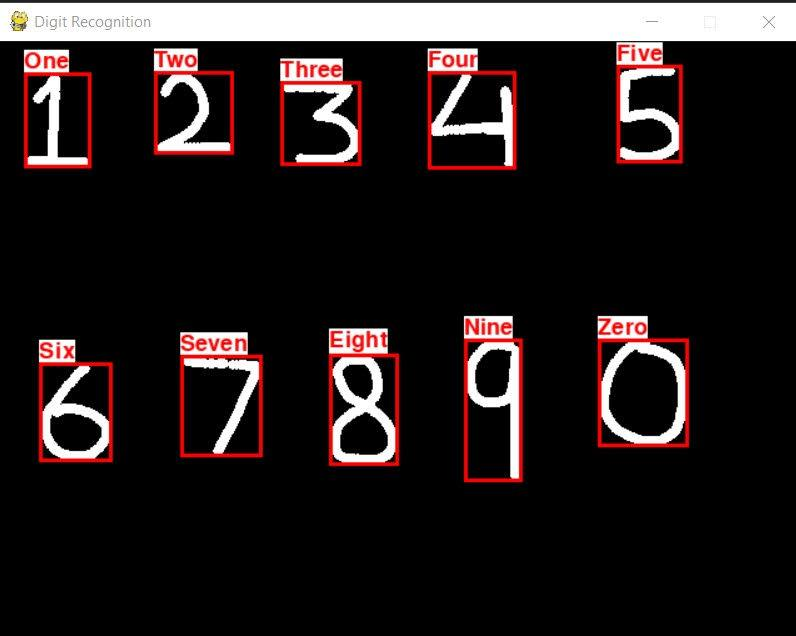 Digit Recognition
One Two Three Four Five
1 2 3 4 5
Six Seven Eight Nine Zero
6 7 8 9 0